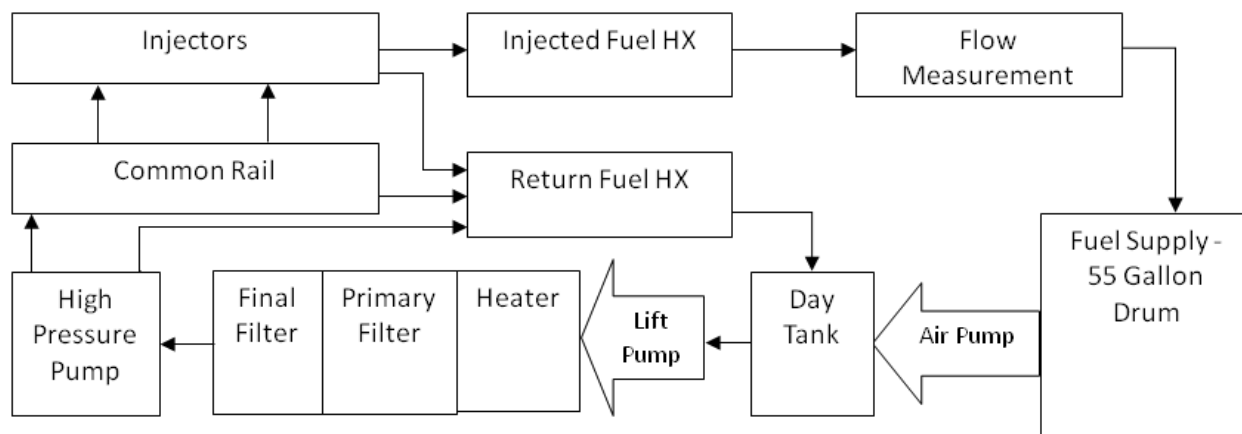 Injectors
Injected Fuel HX
Flow
Measurement
Common Rail
Return Fuel HX
Fuel Supply -
55 Gallon
Drum
High
Pressure
Pump
Final
Filter
Primary
Filter
Heater
Lift
Pump
Day
Tank
Air Pump